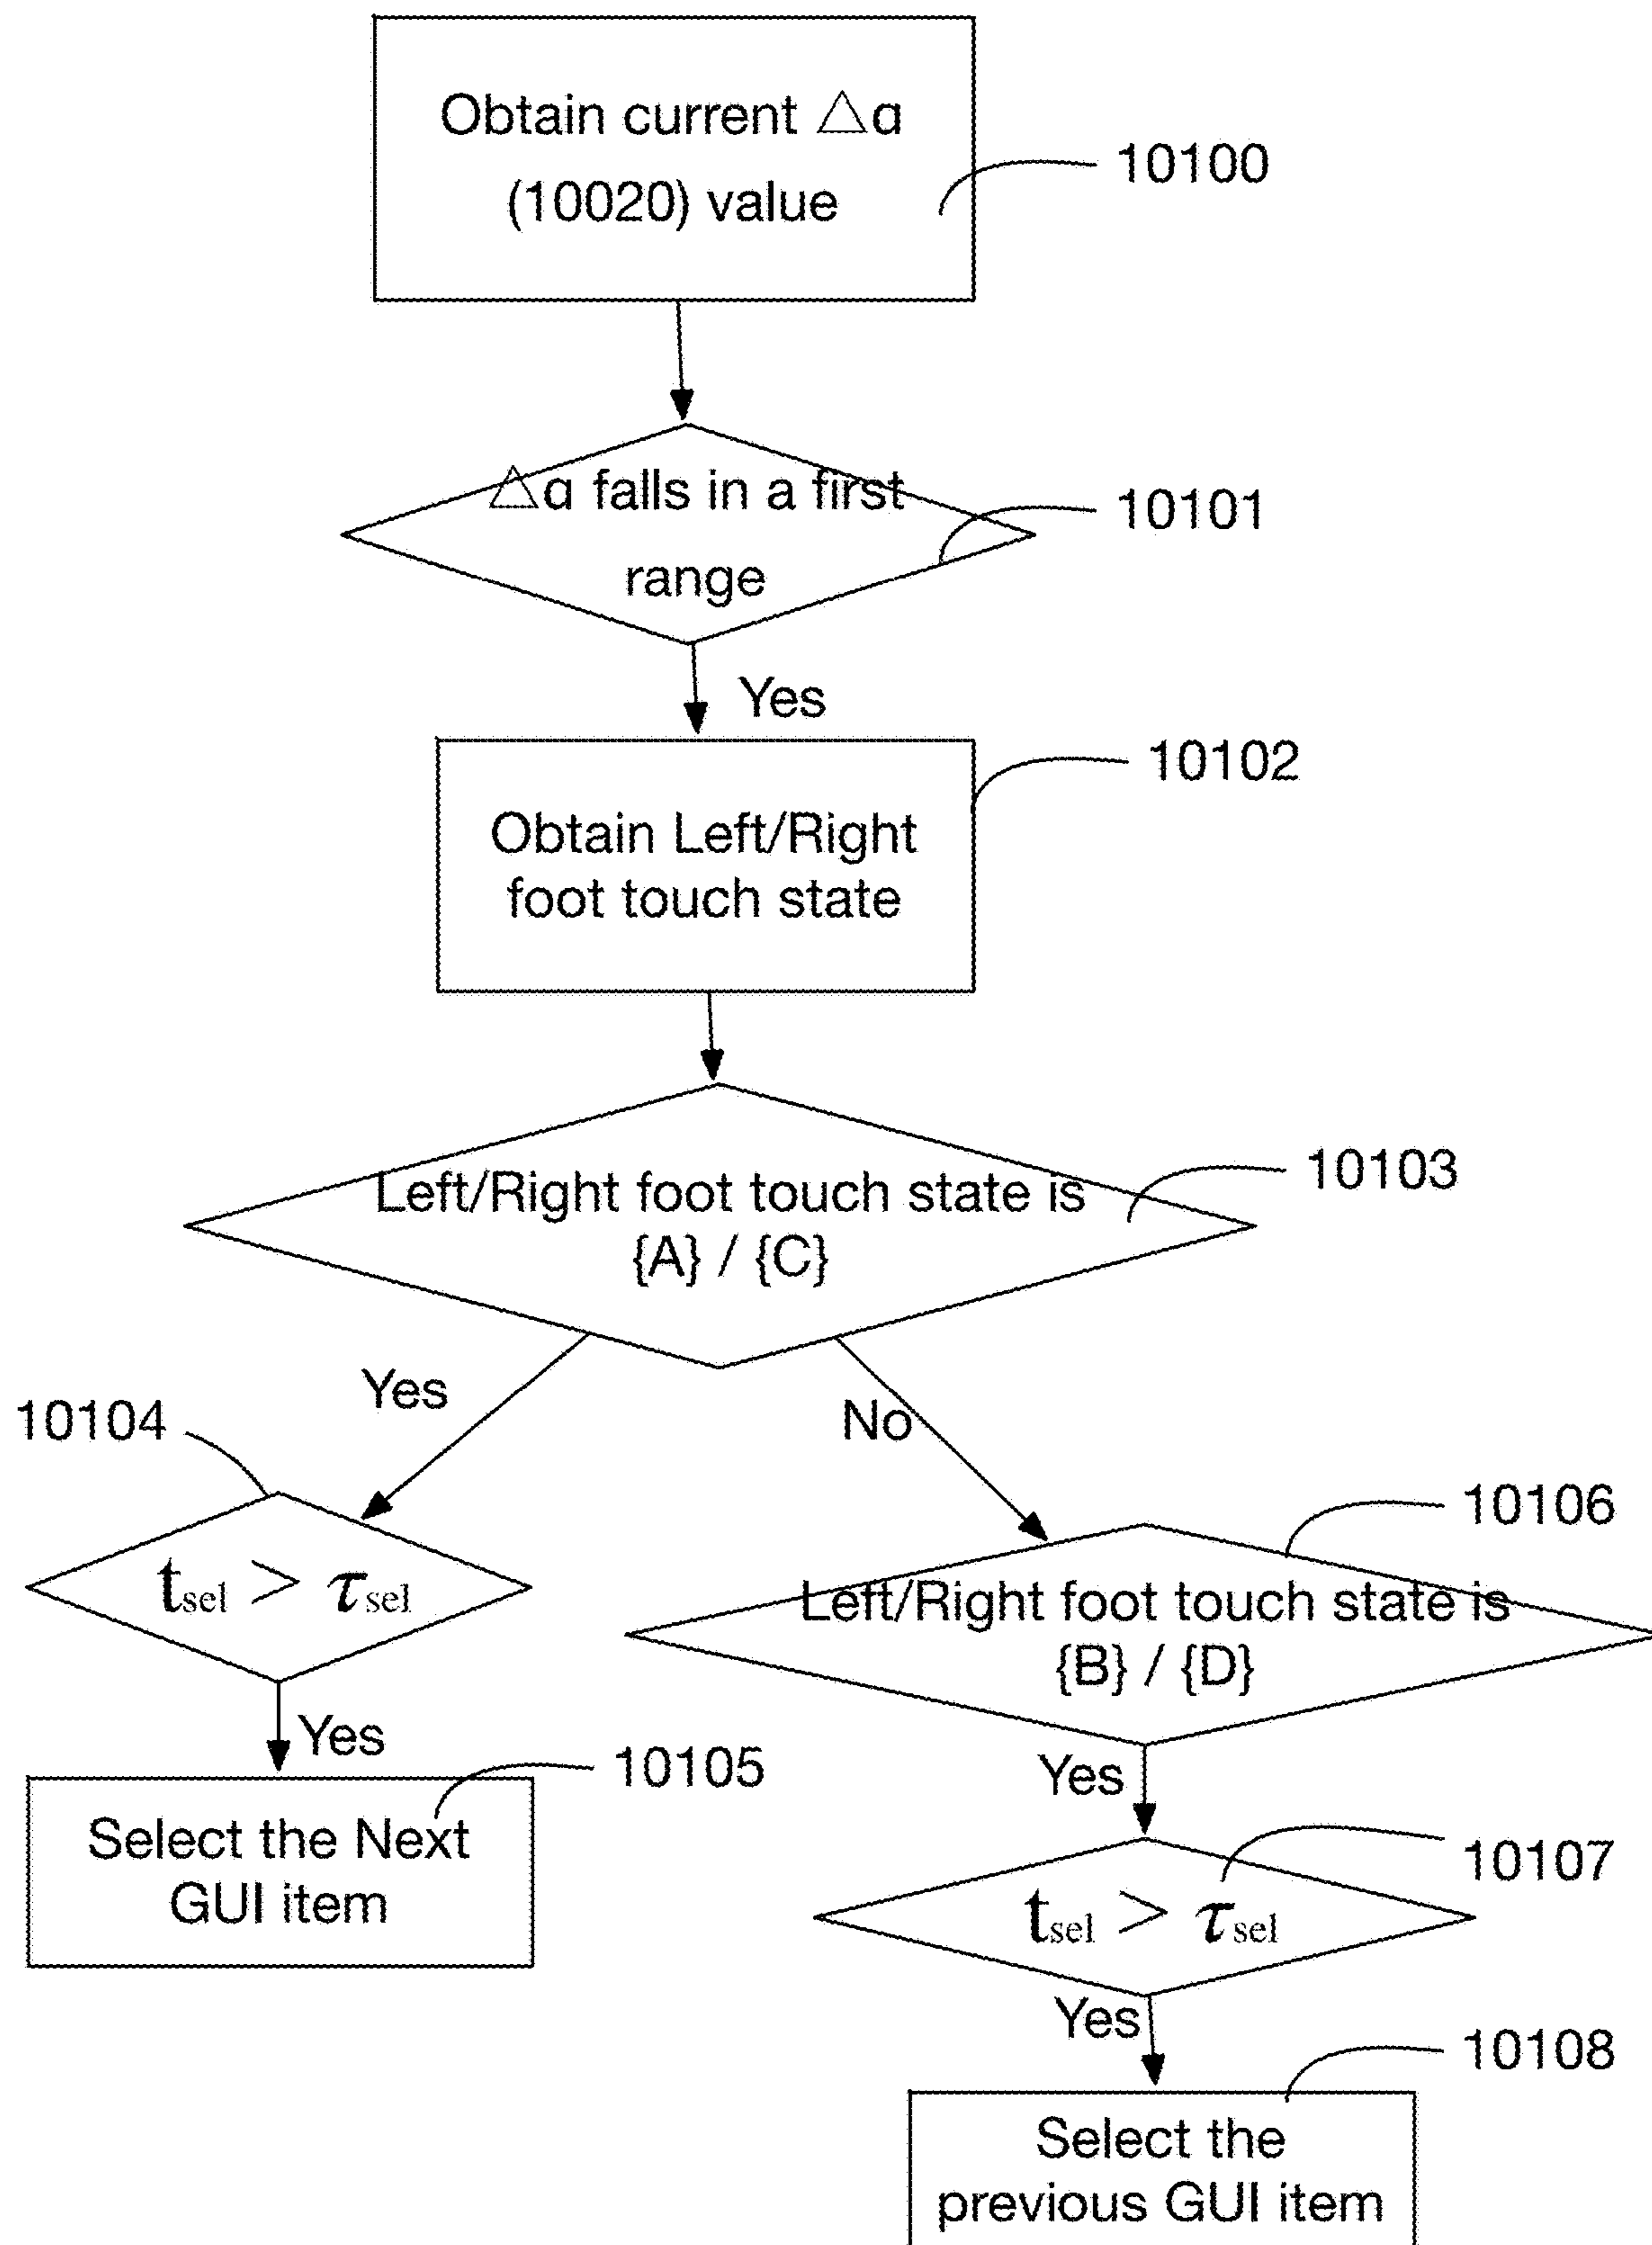 Obtain current △ɑ
(10020) value
10100
△ɑ falls in a first
range
10101
Yes
10102
Obtain Left/Right
foot touch state
10103
Left/Right foot touch state is
{A} / {C}
Yes
No
10104
tsel > τsel
10106
Left/Right foot touch state is
{B} / {D}
Yes
10105
Select the Next
GUI item
Yes
10107
tsel > τsel
Yes
10108
Select the
previous GUI item